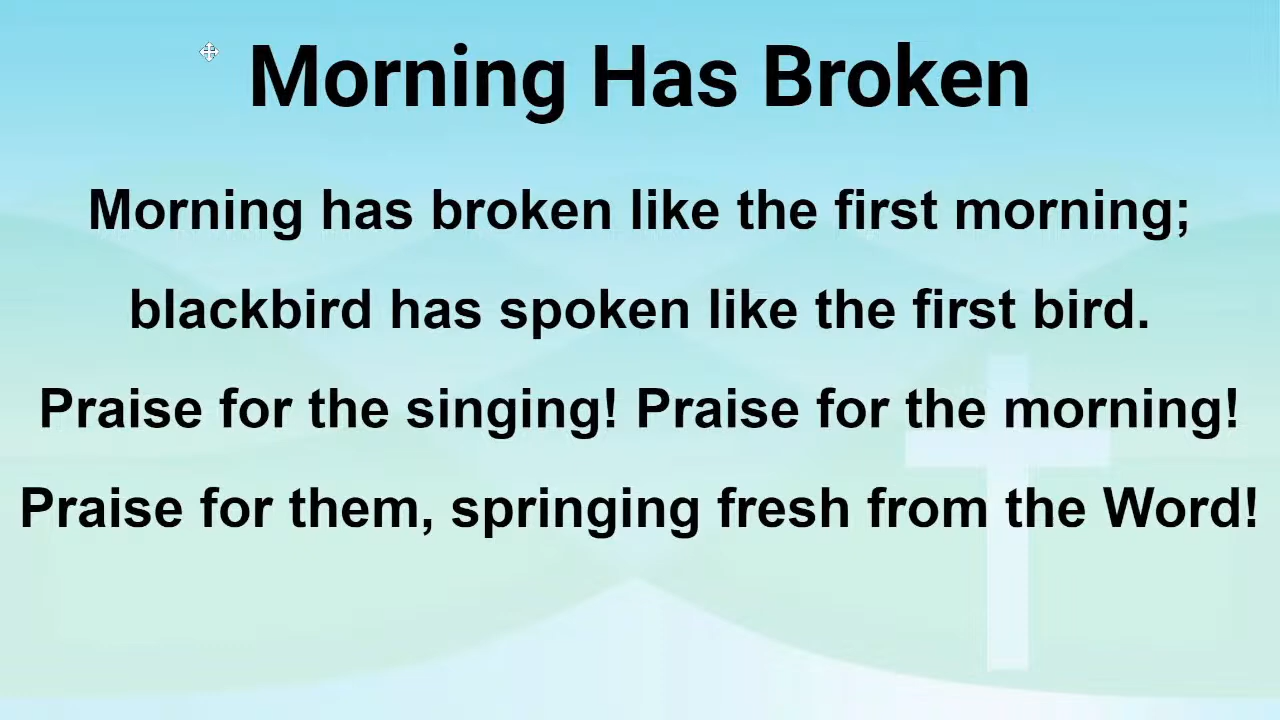 Morning Has Broken
Morning has broken like the first morning;
blackbird has spoken like the first bird.
Praise for the singing! Praise for the morning!
Praise for them, springing fresh from the Word!